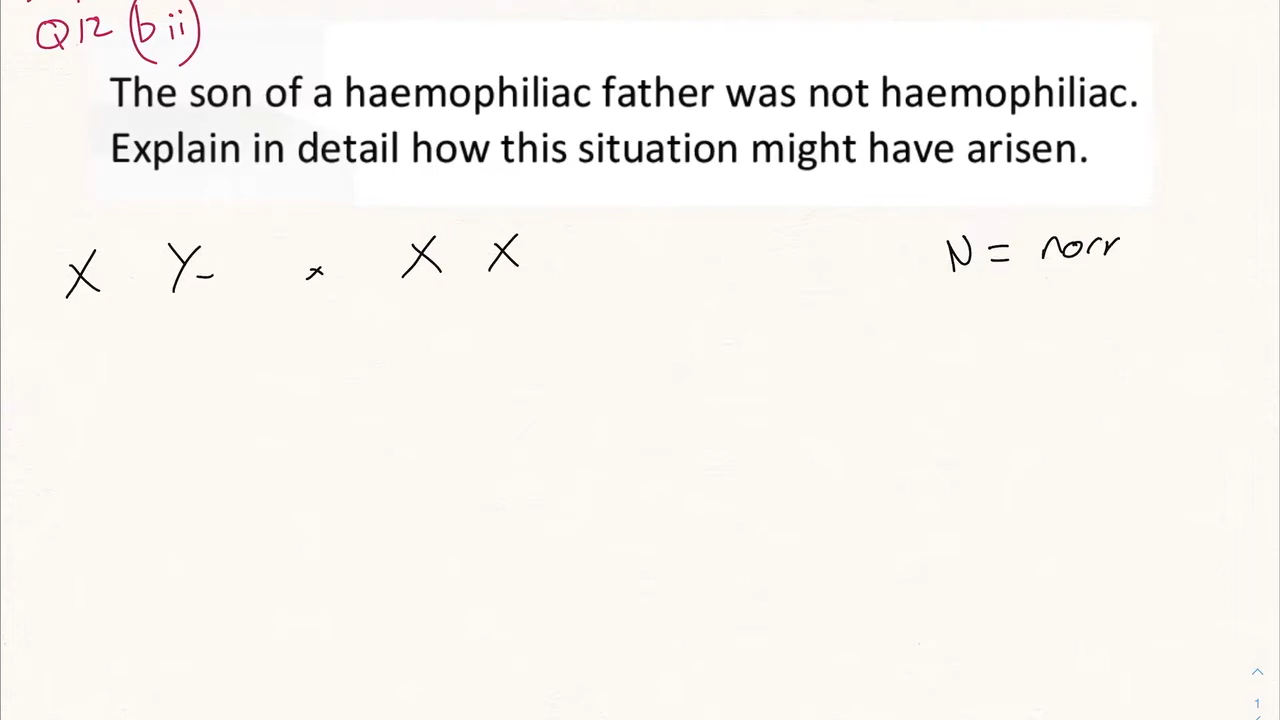 Q12 (b ii)
The son of a haemophiliac father was not haemophiliac.
Explain in detail how this situation might have arisen.
X Y- × X X N = norr
1